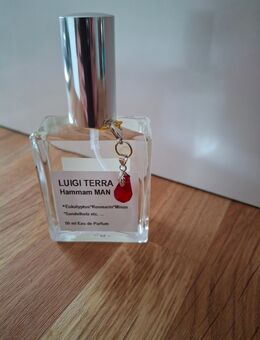 LUIGI TERRA
Hammam MAN
*Eukalyptus*Rosmarin*Minze
*Sandelholz etc. ...
50 ml Eau de Parfum